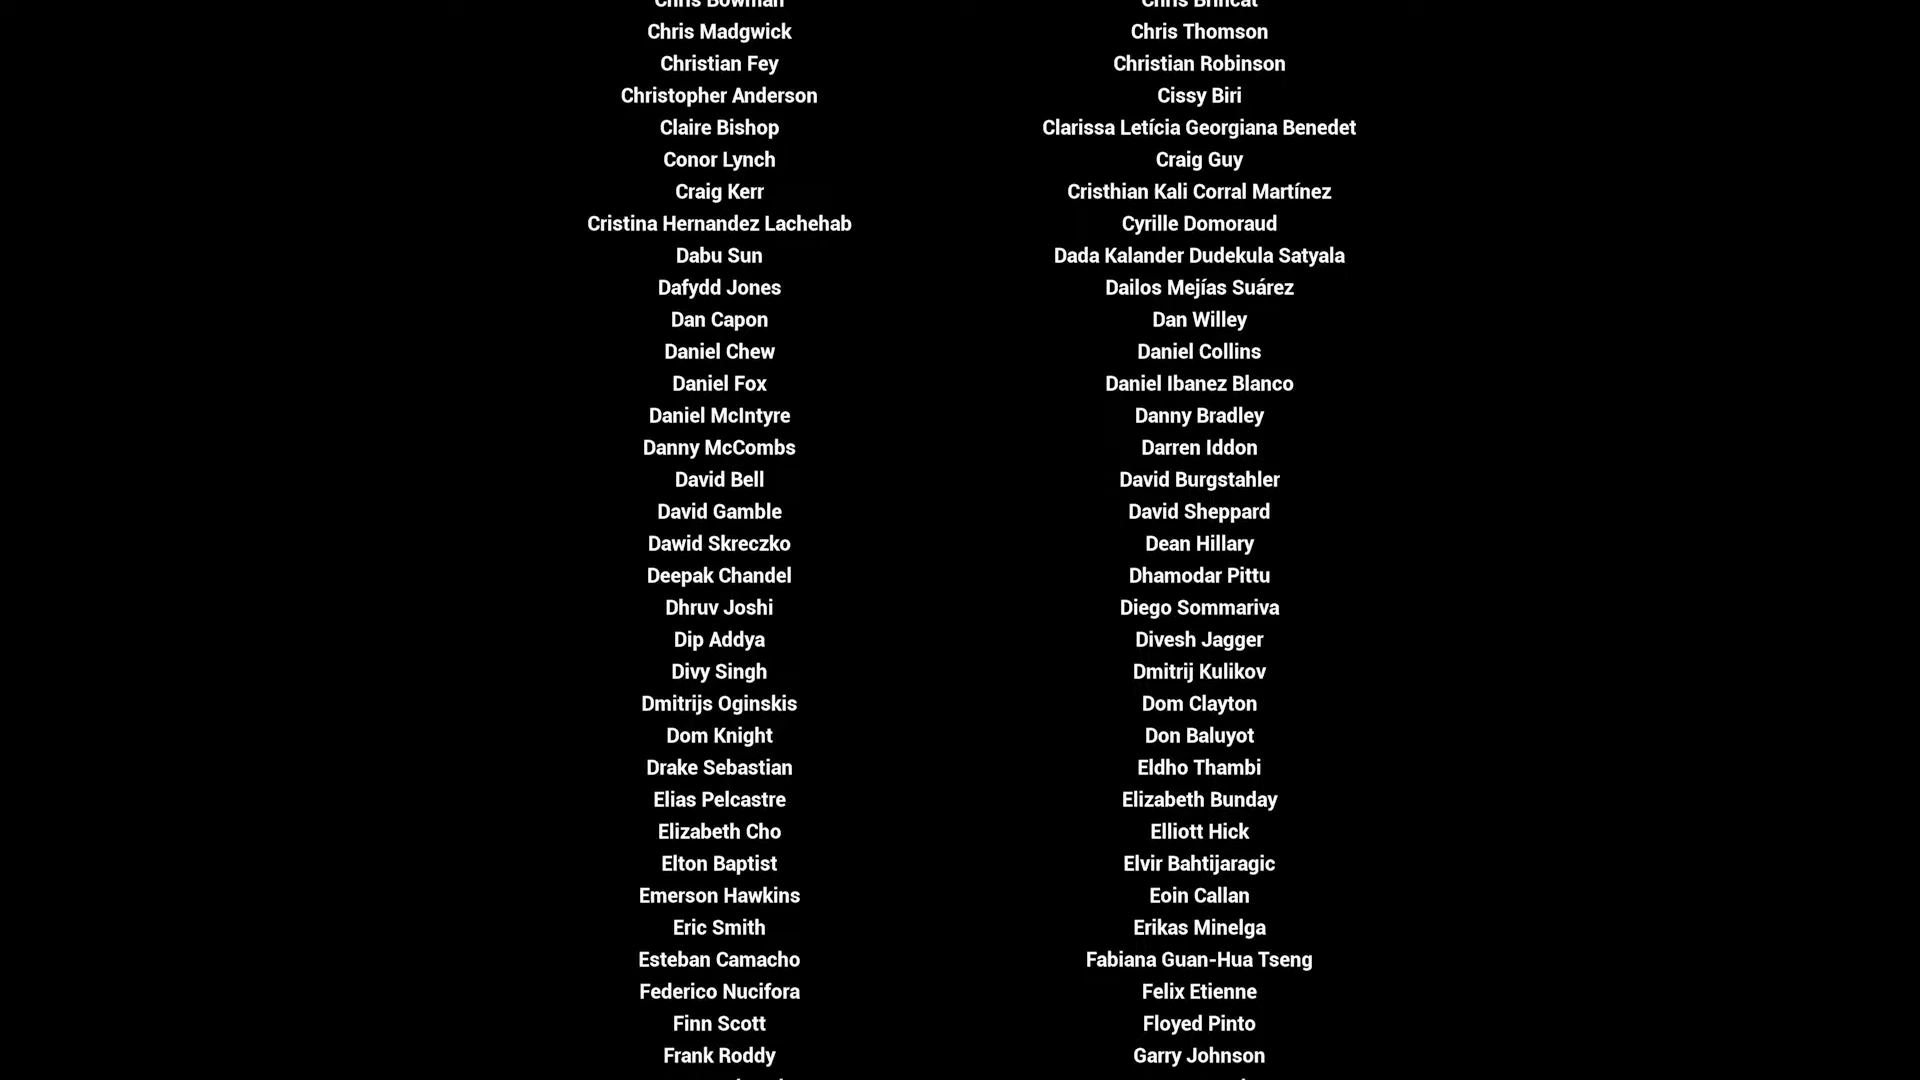 Chris Bowman Chris Brincat
Chris Madgwick Chris Thomson
Christian Fey Christian Robinson
Christopher Anderson Cissy Biri
Claire Bishop Clarissa Letícia Georgiana Benedet
Conor Lynch Craig Guy
Craig Kerr Cristhian Kali Corral Martínez
Cristina Hernandez Lachehab Cyrille Domoraud
Dabu Sun Dada Kalander Dudekula Satyala
Dafydd Jones Dailos Mejías Suárez
Dan Capon Dan Willey
Daniel Chew Daniel Collins
Daniel Fox Daniel Ibanez Blanco
Daniel McIntyre Danny Bradley
Danny McCombs Darren Iddon
David Bell David Burgstahler
David Gamble David Sheppard
Dawid Skreczko Dean Hillary
Deepak Chandel Dhamodar Pittu
Dhruv Joshi Diego Sommariva
Dip Addya Divesh Jagger
Divy Singh Dmitrij Kulikov
Dmitrijs Oginskis Dom Clayton
Dom Knight Don Baluyot
Drake Sebastian Eldho Thambi
Elias Pelcastre Elizabeth Bunday
Elizabeth Cho Elliott Hick
Elton Baptist Elvir Bahtijaragic
Emerson Hawkins Eoin Callan
Eric Smith Erikas Minelga
Esteban Camacho Fabiana Guan-Hua Tseng
Federico Nucifora Felix Etienne
Finn Scott Floyed Pinto
Frank Roddy Garry Johnson